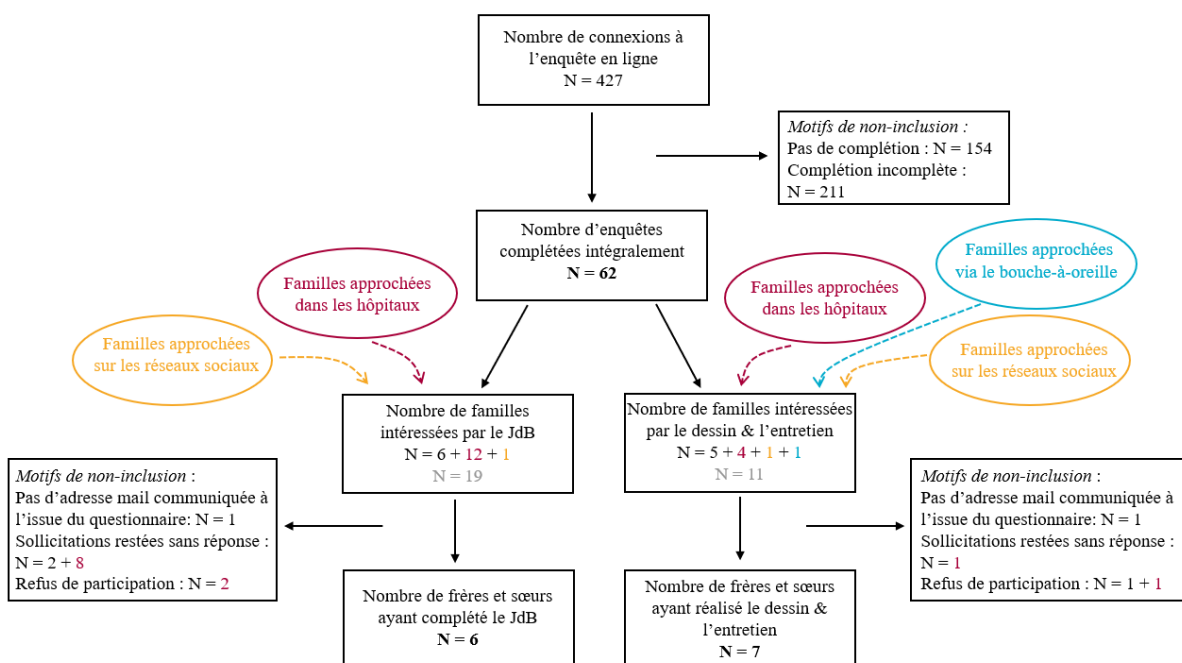 Nombre de connexions à
l’enquête en ligne
N = 427
Motifs de non-inclusion :
Pas de complétion : N = 154
Complétion incomplète :
N = 211
Nombre d’enquêtes
complétées intégralement
N = 62
Familles approchées
via le bouche-à-oreille
Familles approchées
dans les hôpitaux
Familles approchées
dans les hôpitaux
Familles approchées
sur les réseaux sociaux
Familles approchées
sur les réseaux sociaux
Nombre de familles
intéressées par le JdB
N = 6 + 12 + 1
N = 19
Nombre de familles intéressées
par le dessin & l’entretien
N = 5 + 4 + 1 + 1
N = 11
Motifs de non-inclusion :
Pas d’adresse mail communiquée à
l’issue du questionnaire: N = 1
Sollicitations restées sans réponse :
N = 2 + 8
Refus de participation : N = 2
Motifs de non-inclusion :
Pas d’adresse mail communiquée à
l’issue du questionnaire: N = 1
Sollicitations restées sans réponse :
N = 1
Refus de participation : N = 1 + 1
Nombre de frères et sœurs
ayant complété le JdB
N = 6
Nombre de frères et sœurs
ayant réalisé le dessin &
l’entretien
N = 7